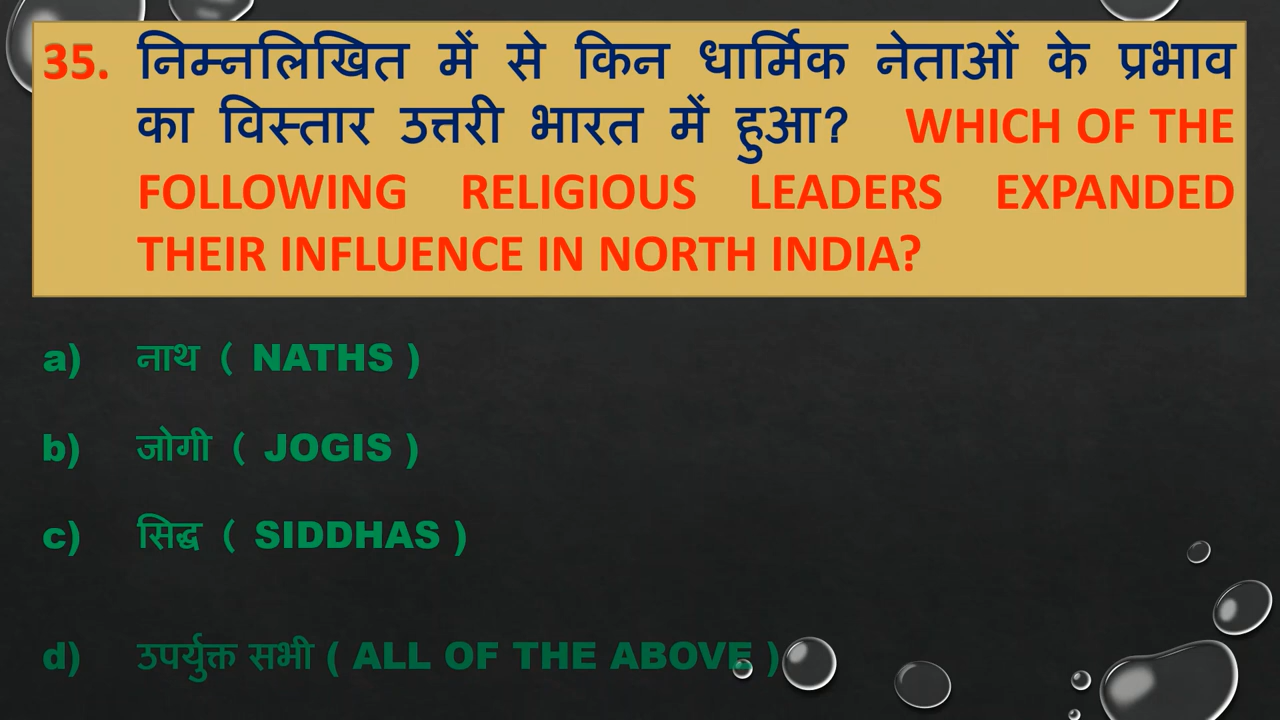 35. निम्नलिखित में से किन धार्मिक नेताओं के प्रभाव
का विस्तार उत्तरी भारत में हुआ? WHICH OF THE
FOLLOWING RELIGIOUS LEADERS EXPANDED
THEIR INFLUENCE IN NORTH INDIA?
a) नाथ ( NATHS )
b) जोगी ( JOGIS )
c) सिद्ध ( SIDDHAS )
d) उपर्युक्त सभी ( ALL OF THE ABOVE )